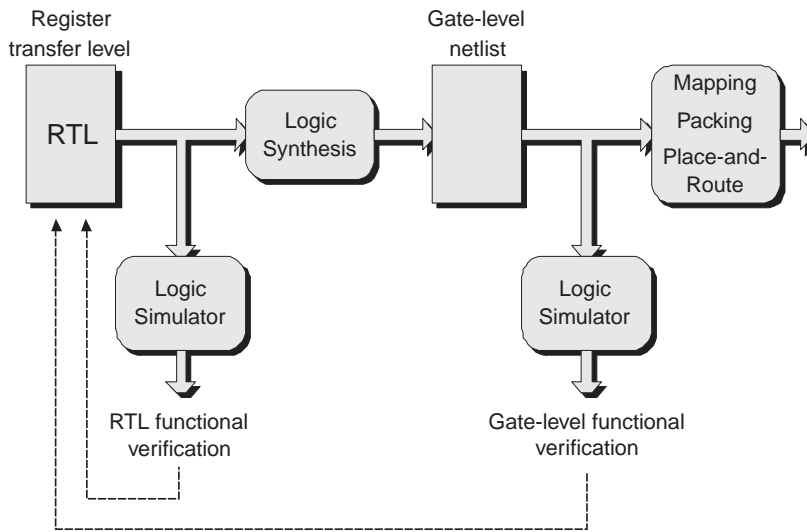 Register
transfer level
RTL
Logic
Synthesis
Gate-level
netlist
Mapping
Packing
Place-and-
Route
Logic
Simulator
RTL functional
verification
Logic
Simulator
Gate-level functional
verification